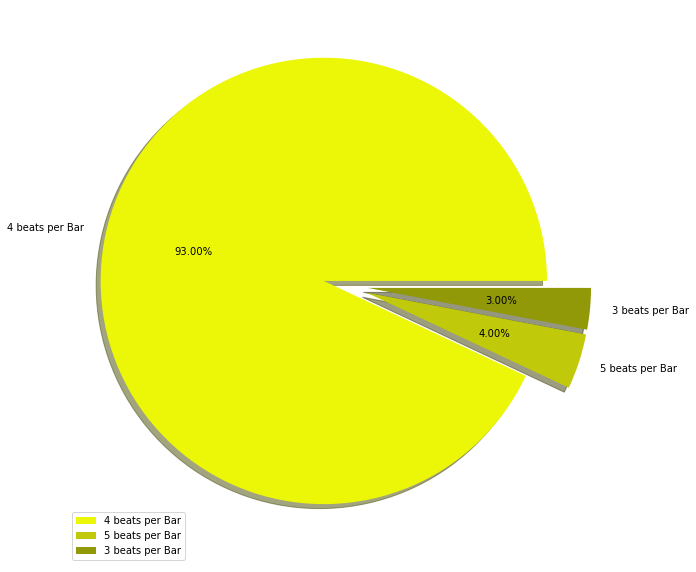 4 beats per Bar
93.00%
3.00%
3 beats per Bar
4.00%
5 beats per Bar
4 beats per Bar
5 beats per Bar
3 beats per Bar